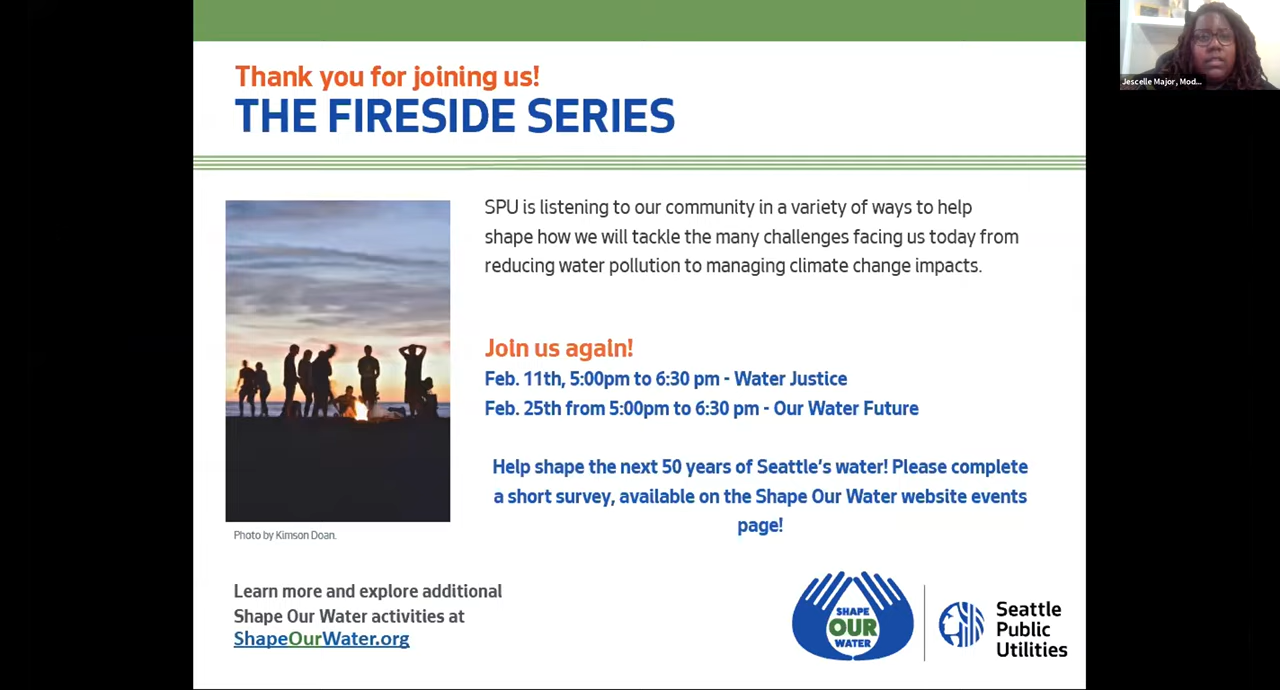 Thank you for joining us!
THE FIRESIDE SERIES
Jescelle Major, Mod...
SPU is listening to our community in a variety of ways to help
shape how we will tackle the many challenges facing us today from
reducing water pollution to managing climate change impacts.
Join us again!
Feb. 11th, 5:00pm to 6:30 pm - Water Justice
Feb. 25th from 5:00pm to 6:30 pm - Our Water Future
Help shape the next 50 years of Seattle's water! Please complete
a short survey, available on the Shape Our Water website events
page!
Photo by Kimson Doan.
Learn more and explore additional
Shape Our Water activities at
ShapeOurWater.org
SHAPE
OUR
WATER
Seattle
Public
Utilities